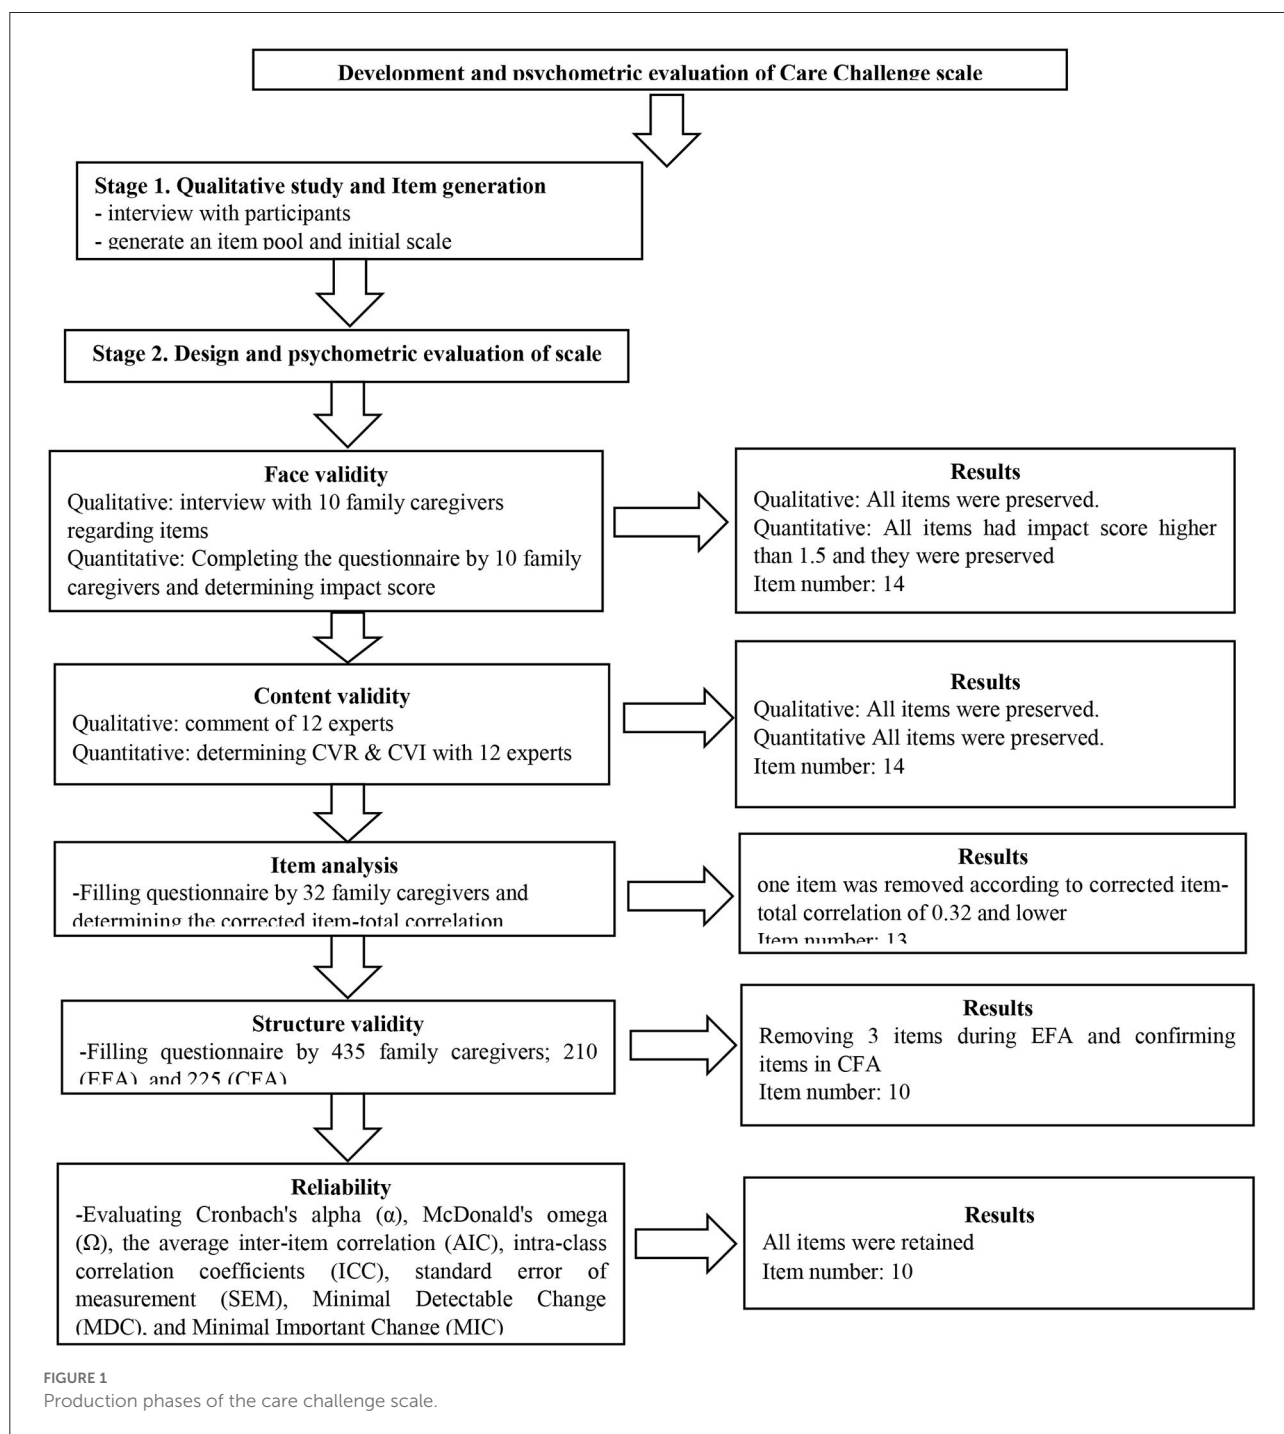 Development and psychometric evaluation of Care Challenge scale
Stage 1. Qualitative study and Item generation
- interview with participants
- generate an item pool and initial scale
Stage 2. Design and psychometric evaluation of scale
Face validity
Qualitative: interview with 10 family caregivers
regarding items
Quantitative: Completing the questionnaire by 10 family
caregivers and determining impact score
Results
Qualitative: All items were preserved.
Quantitative: All items had impact score higher
than 1.5 and they were preserved
Item number: 14
Content validity
Qualitative: comment of 12 experts
Quantitative: determining CVR & CVI with 12 experts
Results
Qualitative: All items were preserved.
Quantitative All items were preserved.
Item number: 14
Item analysis
-Filling questionnaire by 32 family caregivers and
determining the corrected item-total correlation
Results
one item was removed according to corrected item-
total correlation of 0.32 and lower
Item number: 13
Structure validity
-Filling questionnaire by 435 family caregivers; 210
(EFA), and 225 (CFA)
Results
Removing 3 items during EFA and confirming
items in CFA
Item number: 10
Reliability
-Evaluating Cronbach's alpha (α), McDonald's omega
(Ω), the average inter-item correlation (AIC), intra-class
correlation coefficients (ICC), standard error of
measurement (SEM), Minimal Detectable Change
(MDC), and Minimal Important Change (MIC)
Results
All items were retained
Item number: 10
FIGURE 1
Production phases of the care challenge scale.